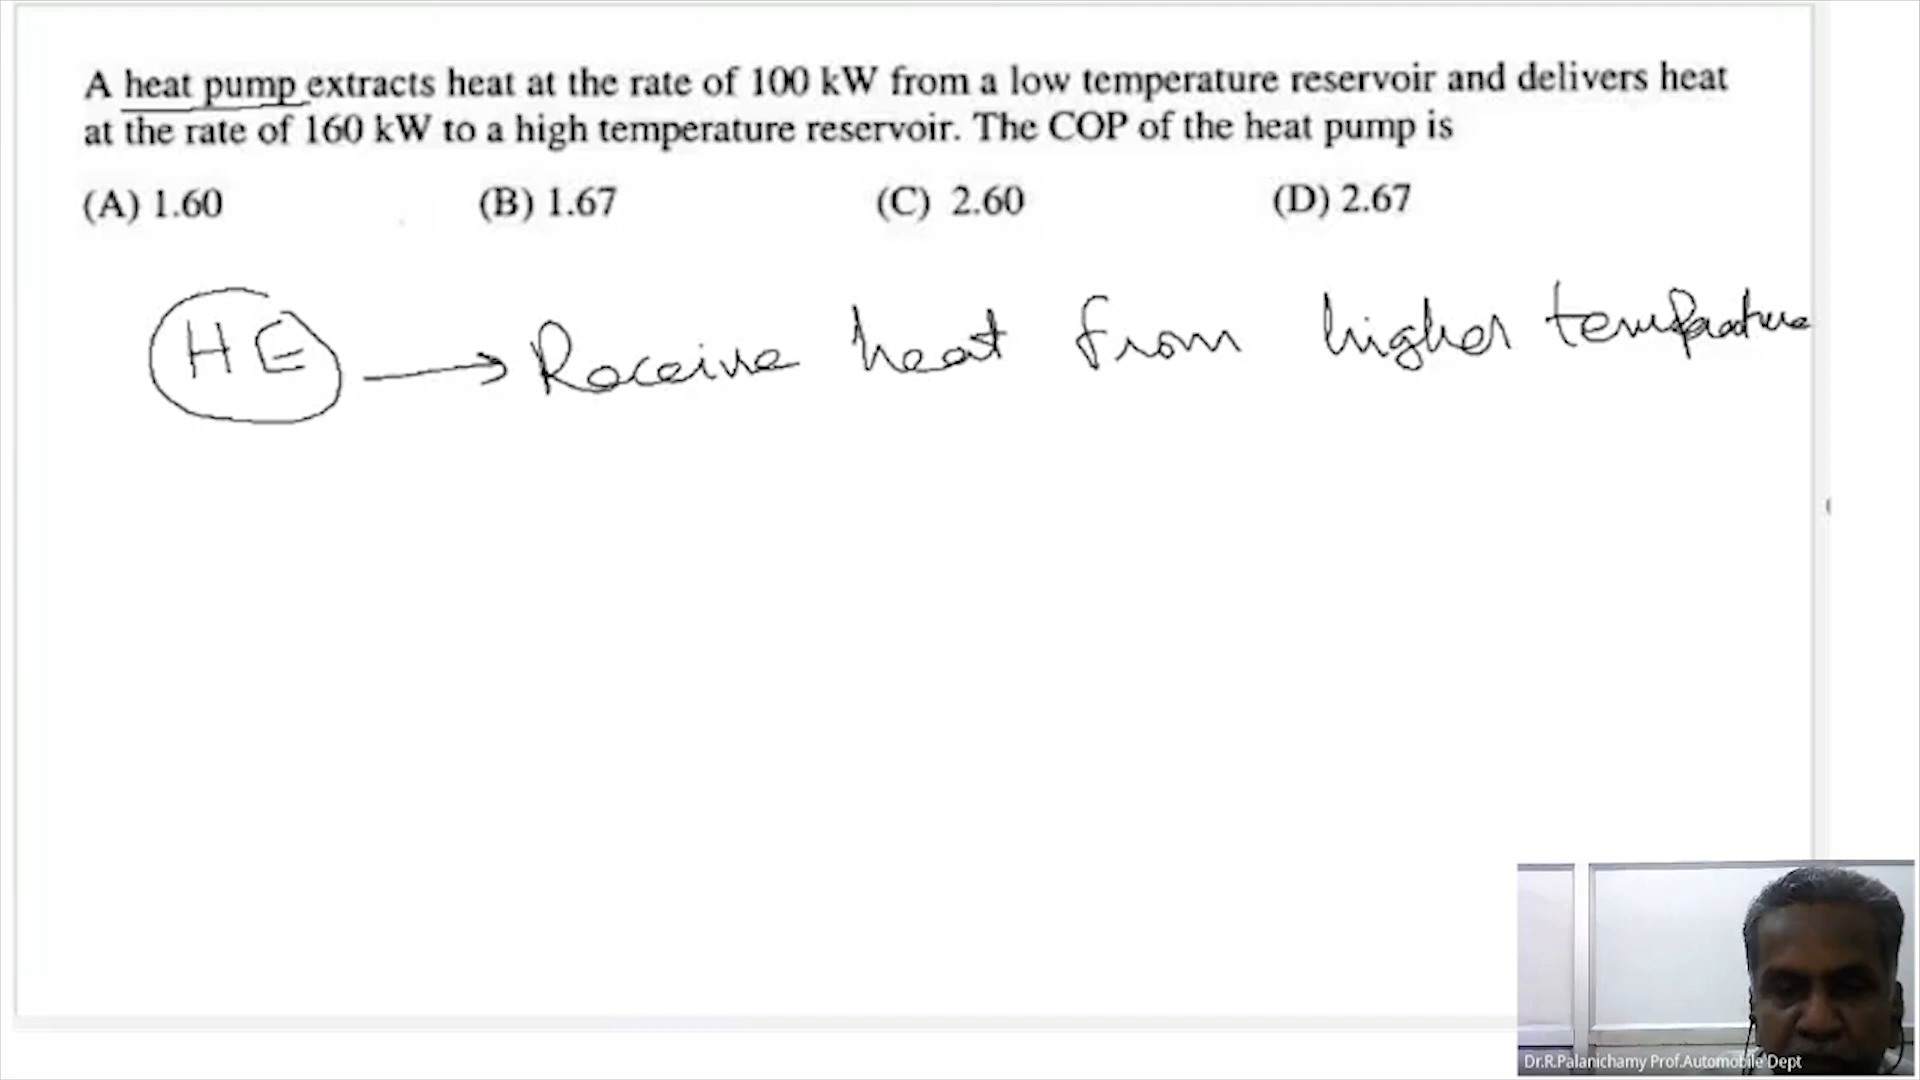 A heat pump extracts heat at the rate of 100 kW from a low temperature reservoir and delivers heat
at the rate of 160 kW to a high temperature reservoir. The COP of the heat pump is
(A) 1.60 (B) 1.67 (C) 2.60 (D) 2.67
HE → Receive heat from higher temperature
Dr.R.Palanichamy Prof.Automobile Dept